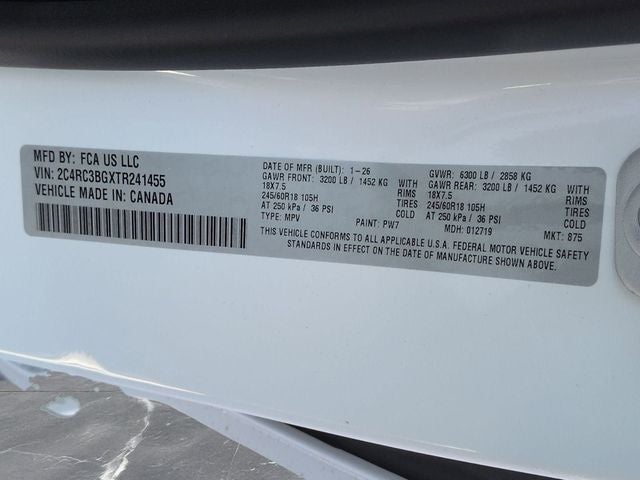 MFD BY: FCA US LLC
VIN: 2C4RC3BGXTR241455
VEHICLE MADE IN: CANADA
DATE OF MFR (BUILT): 1-26 GVWR: 6300 LB / 2858 KG
GAWR FRONT: 3200 LB / 1452 KG WITH GAWR REAR: 3200 LB / 1452 KG WITH
18X7.5 RIMS 18X7.5 RIMS
245/60R18 105H TIRES 245/60R18 105H TIRES
AT 250 kPa / 36 PSI COLD AT 250 kPa / 36 PSI COLD
TYPE: MPV PAINT: PW7 MDH: 012719 MKT: 875
THIS VEHICLE CONFORMS TO ALL APPLICABLE U.S.A. FEDERAL MOTOR VEHICLE SAFETY
STANDARDS IN EFFECT ON THE DATE OF MANUFACTURE SHOWN ABOVE.